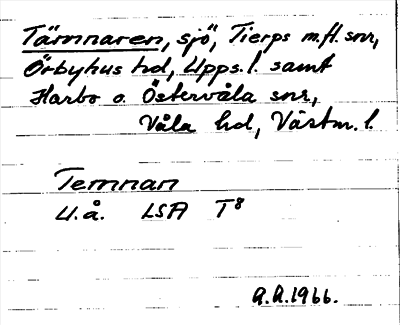 Tämnaren, sjö, Tierps m.fl. snr,
Örbyhus hd, Upps. l. samt
Harbo o. Östervåla snr,
Våla hd, Västm. l.
Temnan
U.å. LSA T⁸
A.A. 1966.